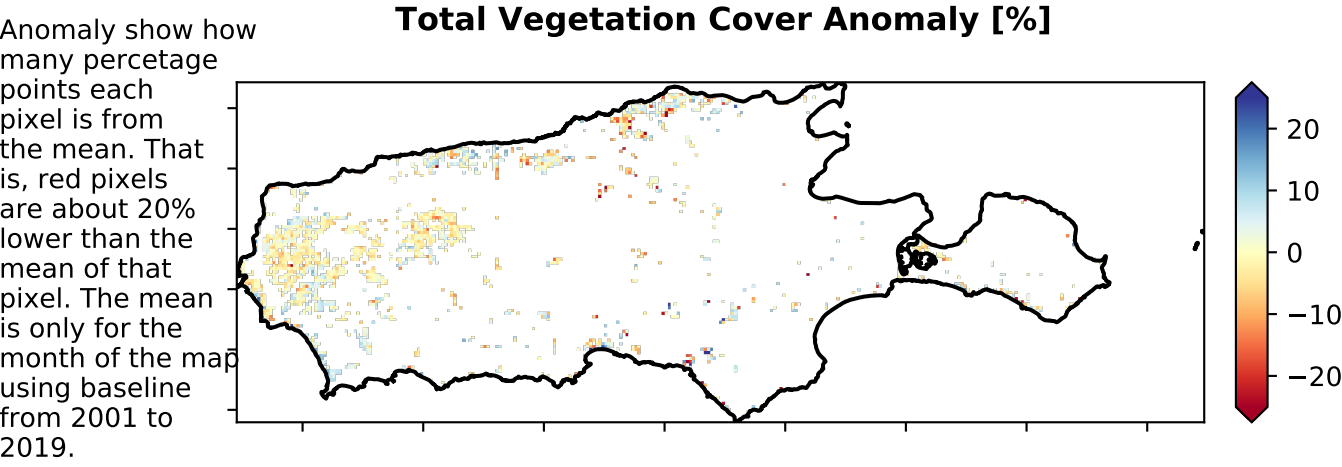 Total Vegetation Cover Anomaly [%]
Anomaly show how
many percetage
points each
pixel is from
the mean. That
is, red pixels
are about 20%
lower than the
mean of that
pixel. The mean
is only for the
month of the map
using baseline
from 2001 to
2019.
20
10
0
−10
−20